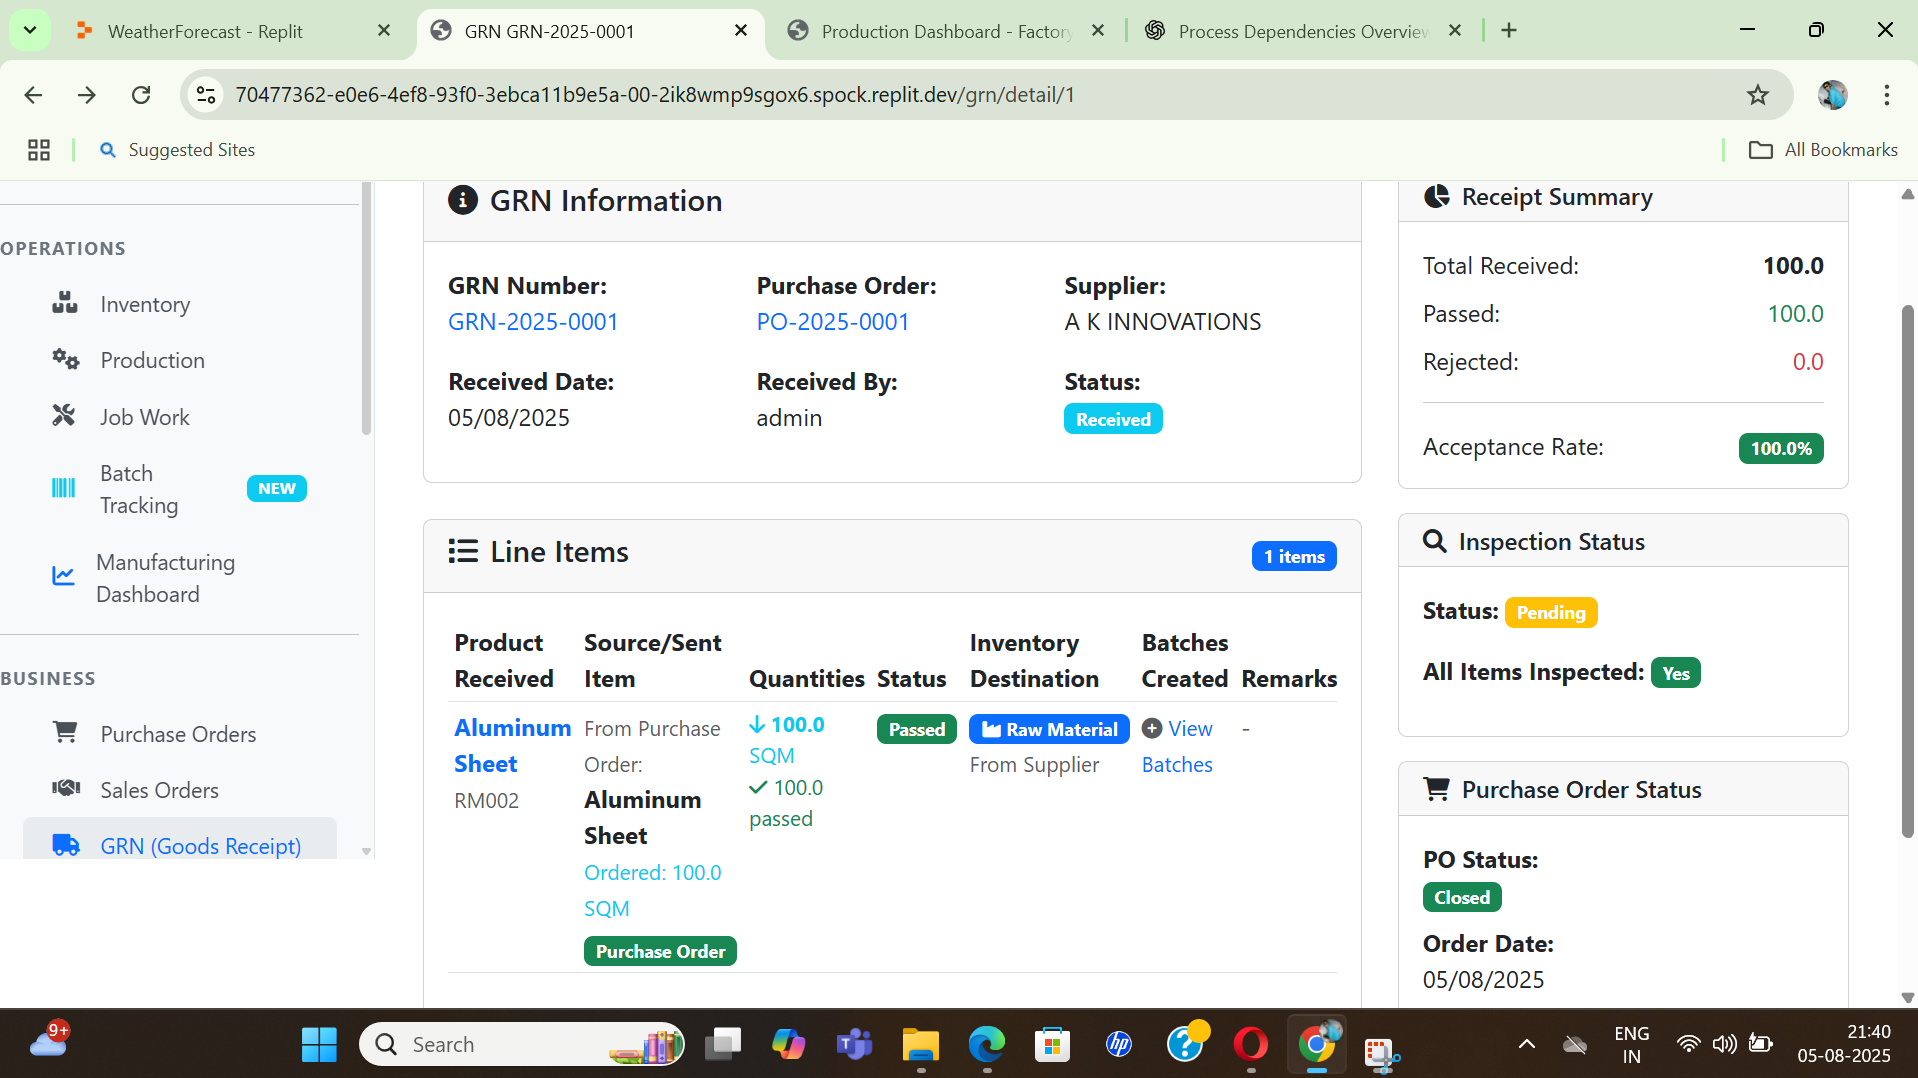 WeatherForecast - Replit
GRN GRN-2025-0001
Production Dashboard - Factory
Process Dependencies Overview
70477362-e0e6-4ef8-93f0-3ebca11b9e5a-00-2ik8wmp9sgox6.spock.replit.dev/grn/detail/1
Suggested Sites
All Bookmarks
OPERATIONS
Inventory
Production
Job Work
Batch
Tracking
NEW
Manufacturing
Dashboard
BUSINESS
Purchase Orders
Sales Orders
GRN (Goods Receipt)
GRN Information
GRN Number:
GRN-2025-0001
Purchase Order:
PO-2025-0001
Supplier:
A K INNOVATIONS
Received Date:
05/08/2025
Received By:
admin
Status:
Received
Line Items
1 items
Product
Received
Source/Sent
Item
Quantities
Status
Inventory
Destination
Batches
Created
Remarks
Aluminum
Sheet
RM002
From Purchase
Order:
Aluminum
Sheet
Ordered: 100.0
SQM
Purchase Order
100.0
SQM
100.0
passed
Passed
Raw Material
From Supplier
View
Batches
-
Receipt Summary
Total Received: 100.0
Passed: 100.0
Rejected: 0.0
Acceptance Rate: 100.0%
Inspection Status
Status: Pending
All Items Inspected: Yes
Purchase Order Status
PO Status:
Closed
Order Date:
05/08/2025
9+
Search
T
hp
?
ENG
IN
21:40
05-08-2025